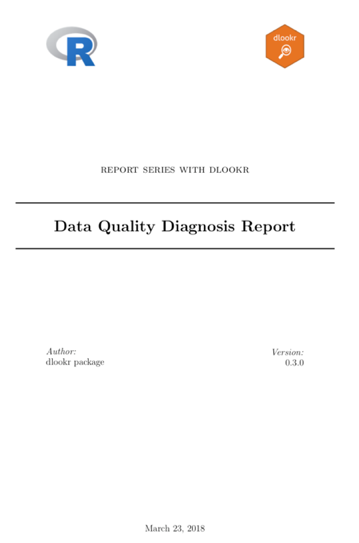 R
dlookr
REPORT SERIES WITH DLOOKR
Data Quality Diagnosis Report
Author:
dlookr package
Version:
0.3.0
March 23, 2018